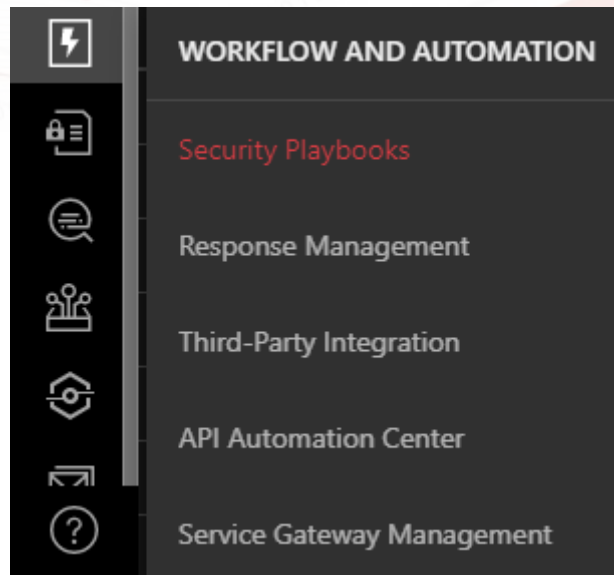 WORKFLOW AND AUTOMATION
Security Playbooks
Response Management
Third-Party Integration
API Automation Center
Service Gateway Management
?